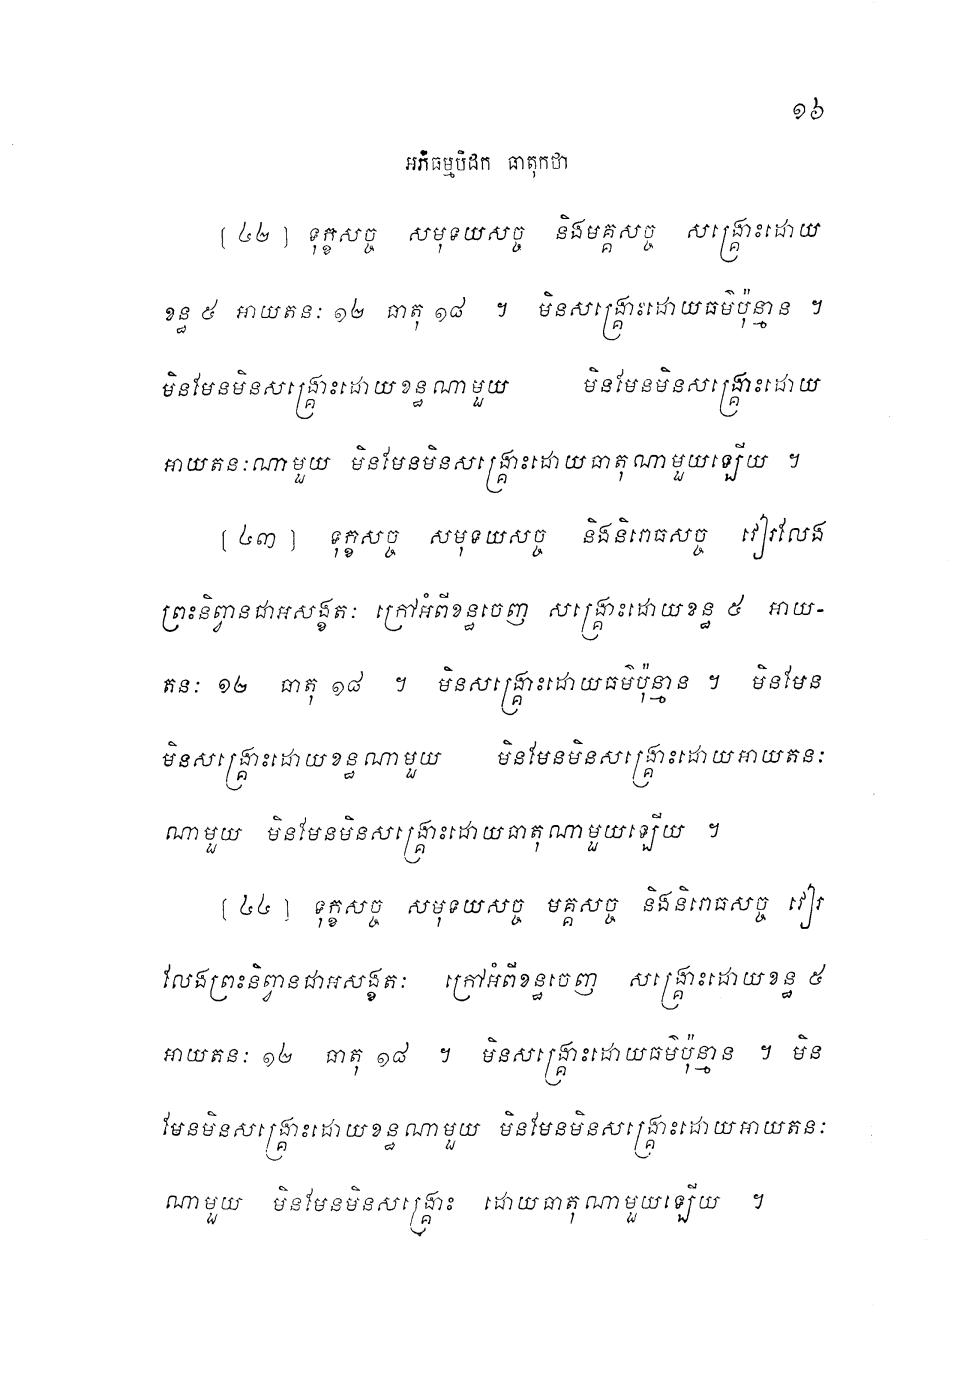 ១៦
អភិធម្មបិដក ធាតុកថា
[ ៤២ ] ទុក្ខសច្ច សមុទយសច្ច និងមគ្គសច្ច សង្គ្រោះដោយ
ខន្ធ ៥ អាយតនៈ ១២ ធាតុ ១៨ ។ មិនសង្គ្រោះដោយធម៌ប៉ុន្មាន ។
មិនមែនមិនសង្គ្រោះដោយខន្ធណាមួយ មិនមែនមិនសង្គ្រោះដោយ
អាយតនៈណាមួយ មិនមែនមិនសង្គ្រោះដោយធាតុណាមួយឡើយ ។
[ ៤៣ ] ទុក្ខសច្ច សមុទយសច្ច និងនិរោធសច្ច វៀរលែង
ព្រះនិព្វានជាអសង្ខតៈ ក្រៅអំពីខន្ធចេញ សង្គ្រោះដោយខន្ធ ៥ អាយ-
តនៈ ១២ ធាតុ ១៨ ។ មិនសង្គ្រោះដោយធម៌ប៉ុន្មាន ។ មិនមែន
មិនសង្គ្រោះដោយខន្ធណាមួយ មិនមែនមិនសង្គ្រោះដោយអាយតនៈ
ណាមួយ មិនមែនមិនសង្គ្រោះដោយធាតុណាមួយឡើយ ។
[ ៤៤ ] ទុក្ខសច្ច សមុទយសច្ច មគ្គសច្ច និងនិរោធសច្ច វៀរ
លែងព្រះនិព្វានជាអសង្ខតៈ ក្រៅអំពីខន្ធចេញ សង្គ្រោះដោយខន្ធ ៥
អាយតនៈ ១២ ធាតុ ១៨ ។ មិនសង្គ្រោះដោយធម៌ប៉ុន្មាន ។ មិន
មែនមិនសង្គ្រោះដោយខន្ធណាមួយ មិនមែនមិនសង្គ្រោះដោយអាយតនៈ
ណាមួយ មិនមែនមិនសង្គ្រោះ ដោយធាតុណាមួយឡើយ ។